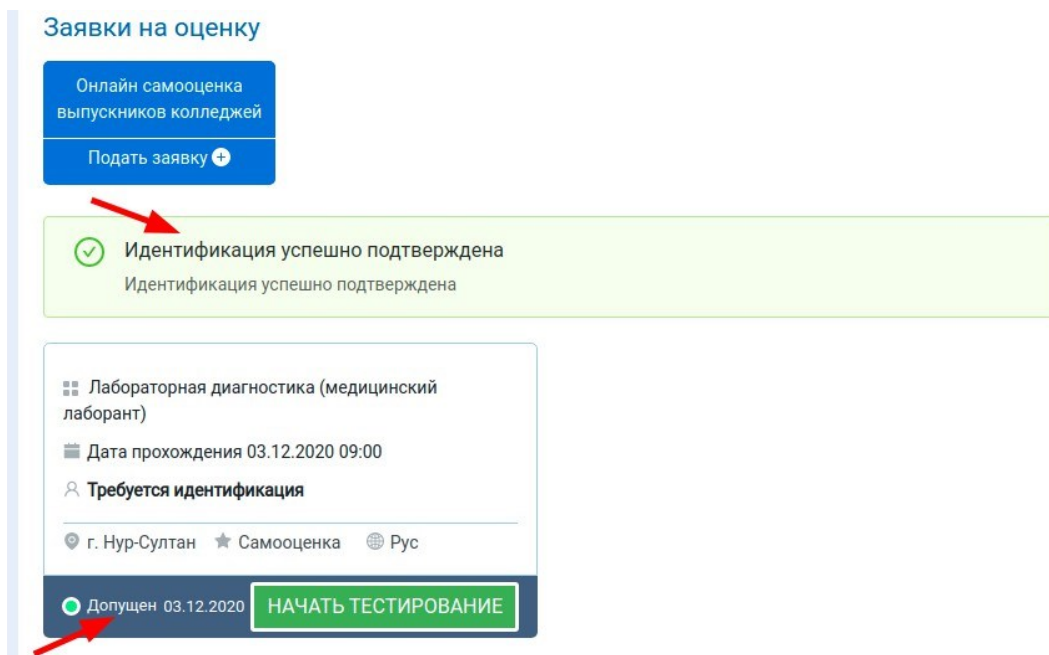 Заявки на оценку
Онлайн самооценка
выпускников колледжей
Подать заявку
Идентификация успешно подтверждена
Идентификация успешно подтверждена
Лабораторная диагностика (медицинский
лаборант)
Дата прохождения 03.12.2020 09:00
Требуется идентификация
г. Нур-Султан Самооценка Рус
Допущен 03.12.2020 НАЧАТЬ ТЕСТИРОВАНИЕ